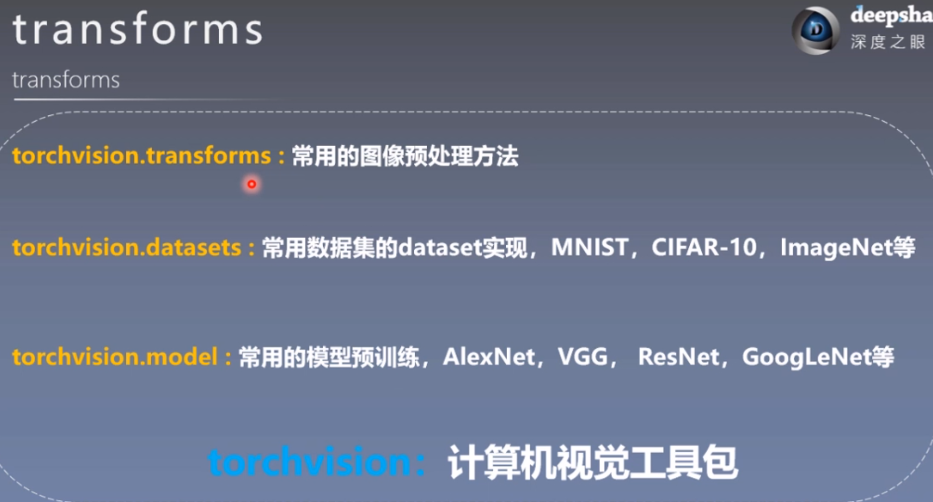 transforms
deepsha
深度之眼
transforms
torchvision.transforms : 常用的图像预处理方法
torchvision.datasets : 常用数据集的dataset实现，MNIST，CIFAR-10，ImageNet等
torchvision.model : 常用的模型预训练，AlexNet，VGG， ResNet，GoogLeNet等
torchvision：计算机视觉工具包